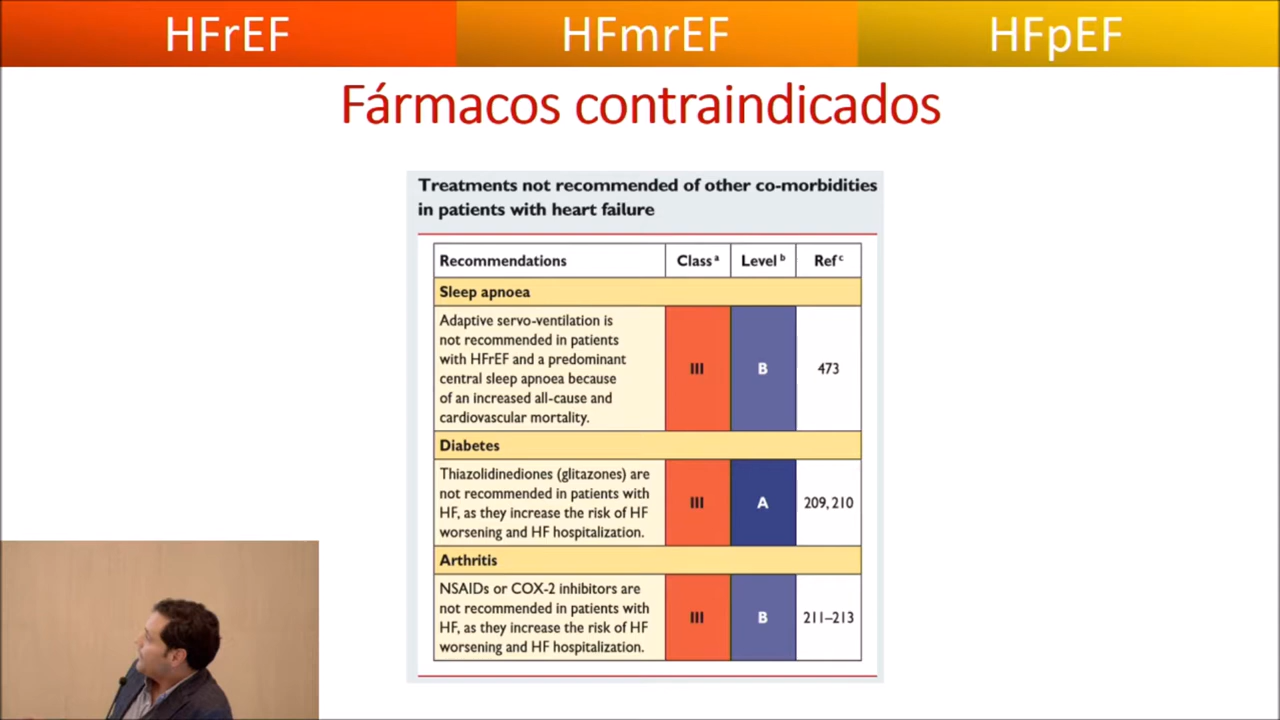 HFrEF HFmrEF HFpEF
Fármacos contraindicados
Treatments not recommended of other co-morbidities
in patients with heart failure
Recommendations Class a Level b Ref c
Sleep apnoea
Adaptive servo-ventilation is
not recommended in patients
with HFrEF and a predominant
central sleep apnoea because
of an increased all-cause and
cardiovascular mortality.
III B 473
Diabetes
Thiazolidinediones (glitazones) are
not recommended in patients with
HF, as they increase the risk of HF
worsening and HF hospitalization.
III A 209, 210
Arthritis
NSAIDs or COX-2 inhibitors are
not recommended in patients with
HF, as they increase the risk of HF
worsening and HF hospitalization.
III B 211–213